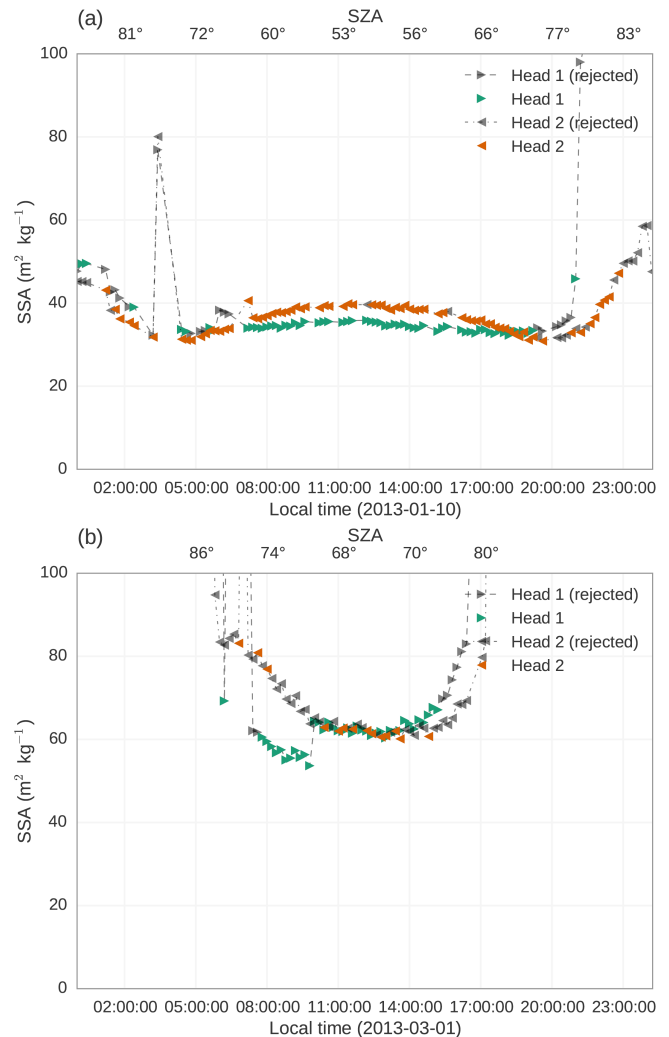 (a) SZA
81° 72° 60° 53° 56° 66° 77° 83°
100
Head 1 (rejected)
Head 1
80
Head 2 (rejected)
Head 2
60
SSA (m² kg⁻¹)
40
20
0
02:00:00 05:00:00 08:00:00 11:00:00 14:00:00 17:00:00 20:00:00 23:00:00
Local time (2013-01-10)
(b) SZA
86° 74° 68° 70° 80°
100
Head 1 (rejected)
Head 1
Head 2 (rejected)
80
Head 2
60
SSA (m² kg⁻¹)
40
20
0
02:00:00 05:00:00 08:00:00 11:00:00 14:00:00 17:00:00 20:00:00 23:00:00
Local time (2013-03-01)